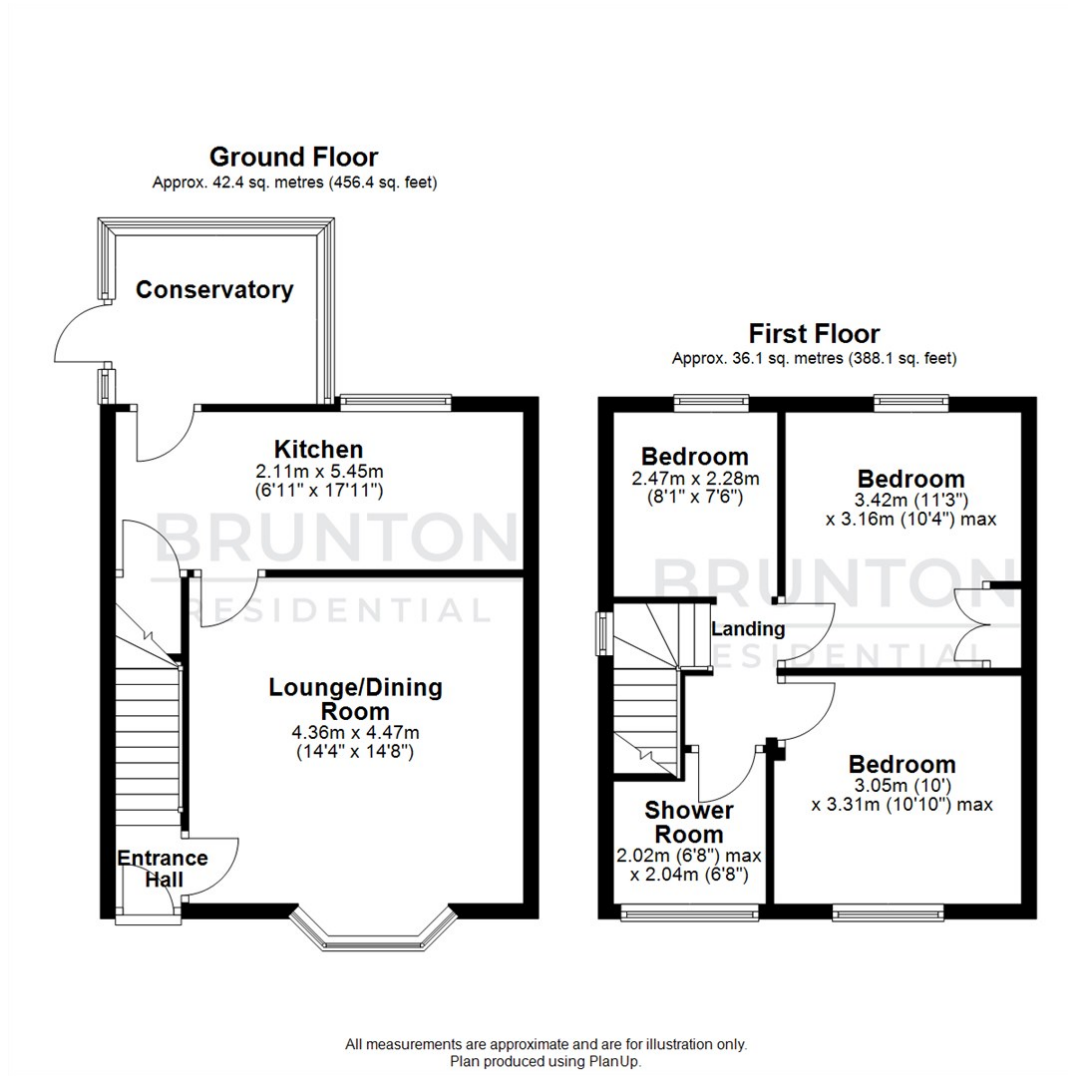 Ground Floor
Approx. 42.4 sq. metres (456.4 sq. feet)
Conservatory
Kitchen
2.11m x 5.45m
(6'11" x 17'11")
Lounge/Dining
Room
4.36m x 4.47m
(14'4" x 14'8")
Entrance
Hall
BRUNTON
RESIDENTIAL
First Floor
Approx. 36.1 sq. metres (388.1 sq. feet)
Bedroom
2.47m x 2.28m
(8'1" x 7'6")
Bedroom
3.42m (11'3")
x 3.16m (10'4") max
Landing
Bedroom
3.05m (10')
x 3.31m (10'10") max
Shower
Room
2.02m (6'8") max
x 2.04m (6'8")
BRUNTON
RESIDENTIAL
All measurements are approximate and are for illustration only.
Plan produced using PlanUp.